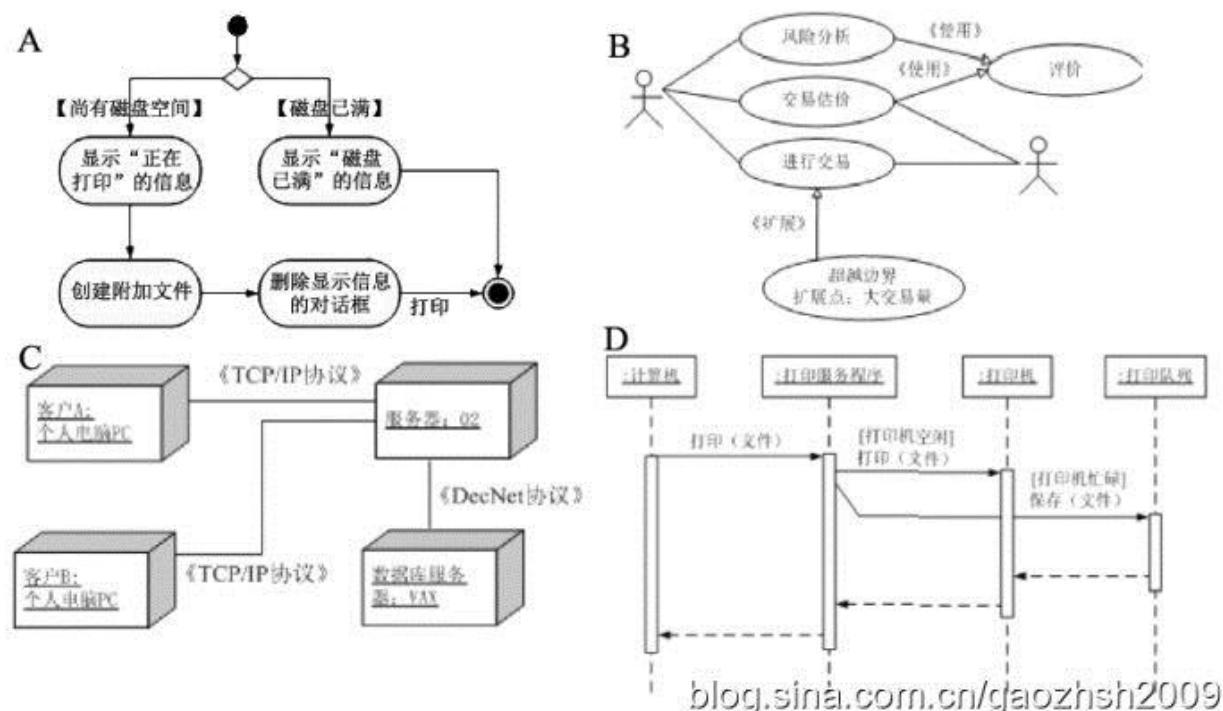 A
【尚有磁盘空间】
【磁盘已满】
显示“正在
打印”的信息
显示“磁盘
已满”的信息
创建附加文件
删除显示信息
的对话框
打印
B
风险分析
《使用》
评价
《使用》
交易估价
进行交易
《扩展》
超越边界
扩展点：大交易量
C
《TCP/IP协议》
客户A:
个人电脑PC
服务器：02
《DecNet协议》
客户B:
个人电脑PC
《TCP/IP协议》
数据库服务
器：VAX
D
:计算机
:打印服务程序
:打印机
:打印队列
打印（文件）
[打印机空闲]
打印（文件）
[打印机忙碌]
保存（文件）
blog.sina.com.cn/gaozhsh2009